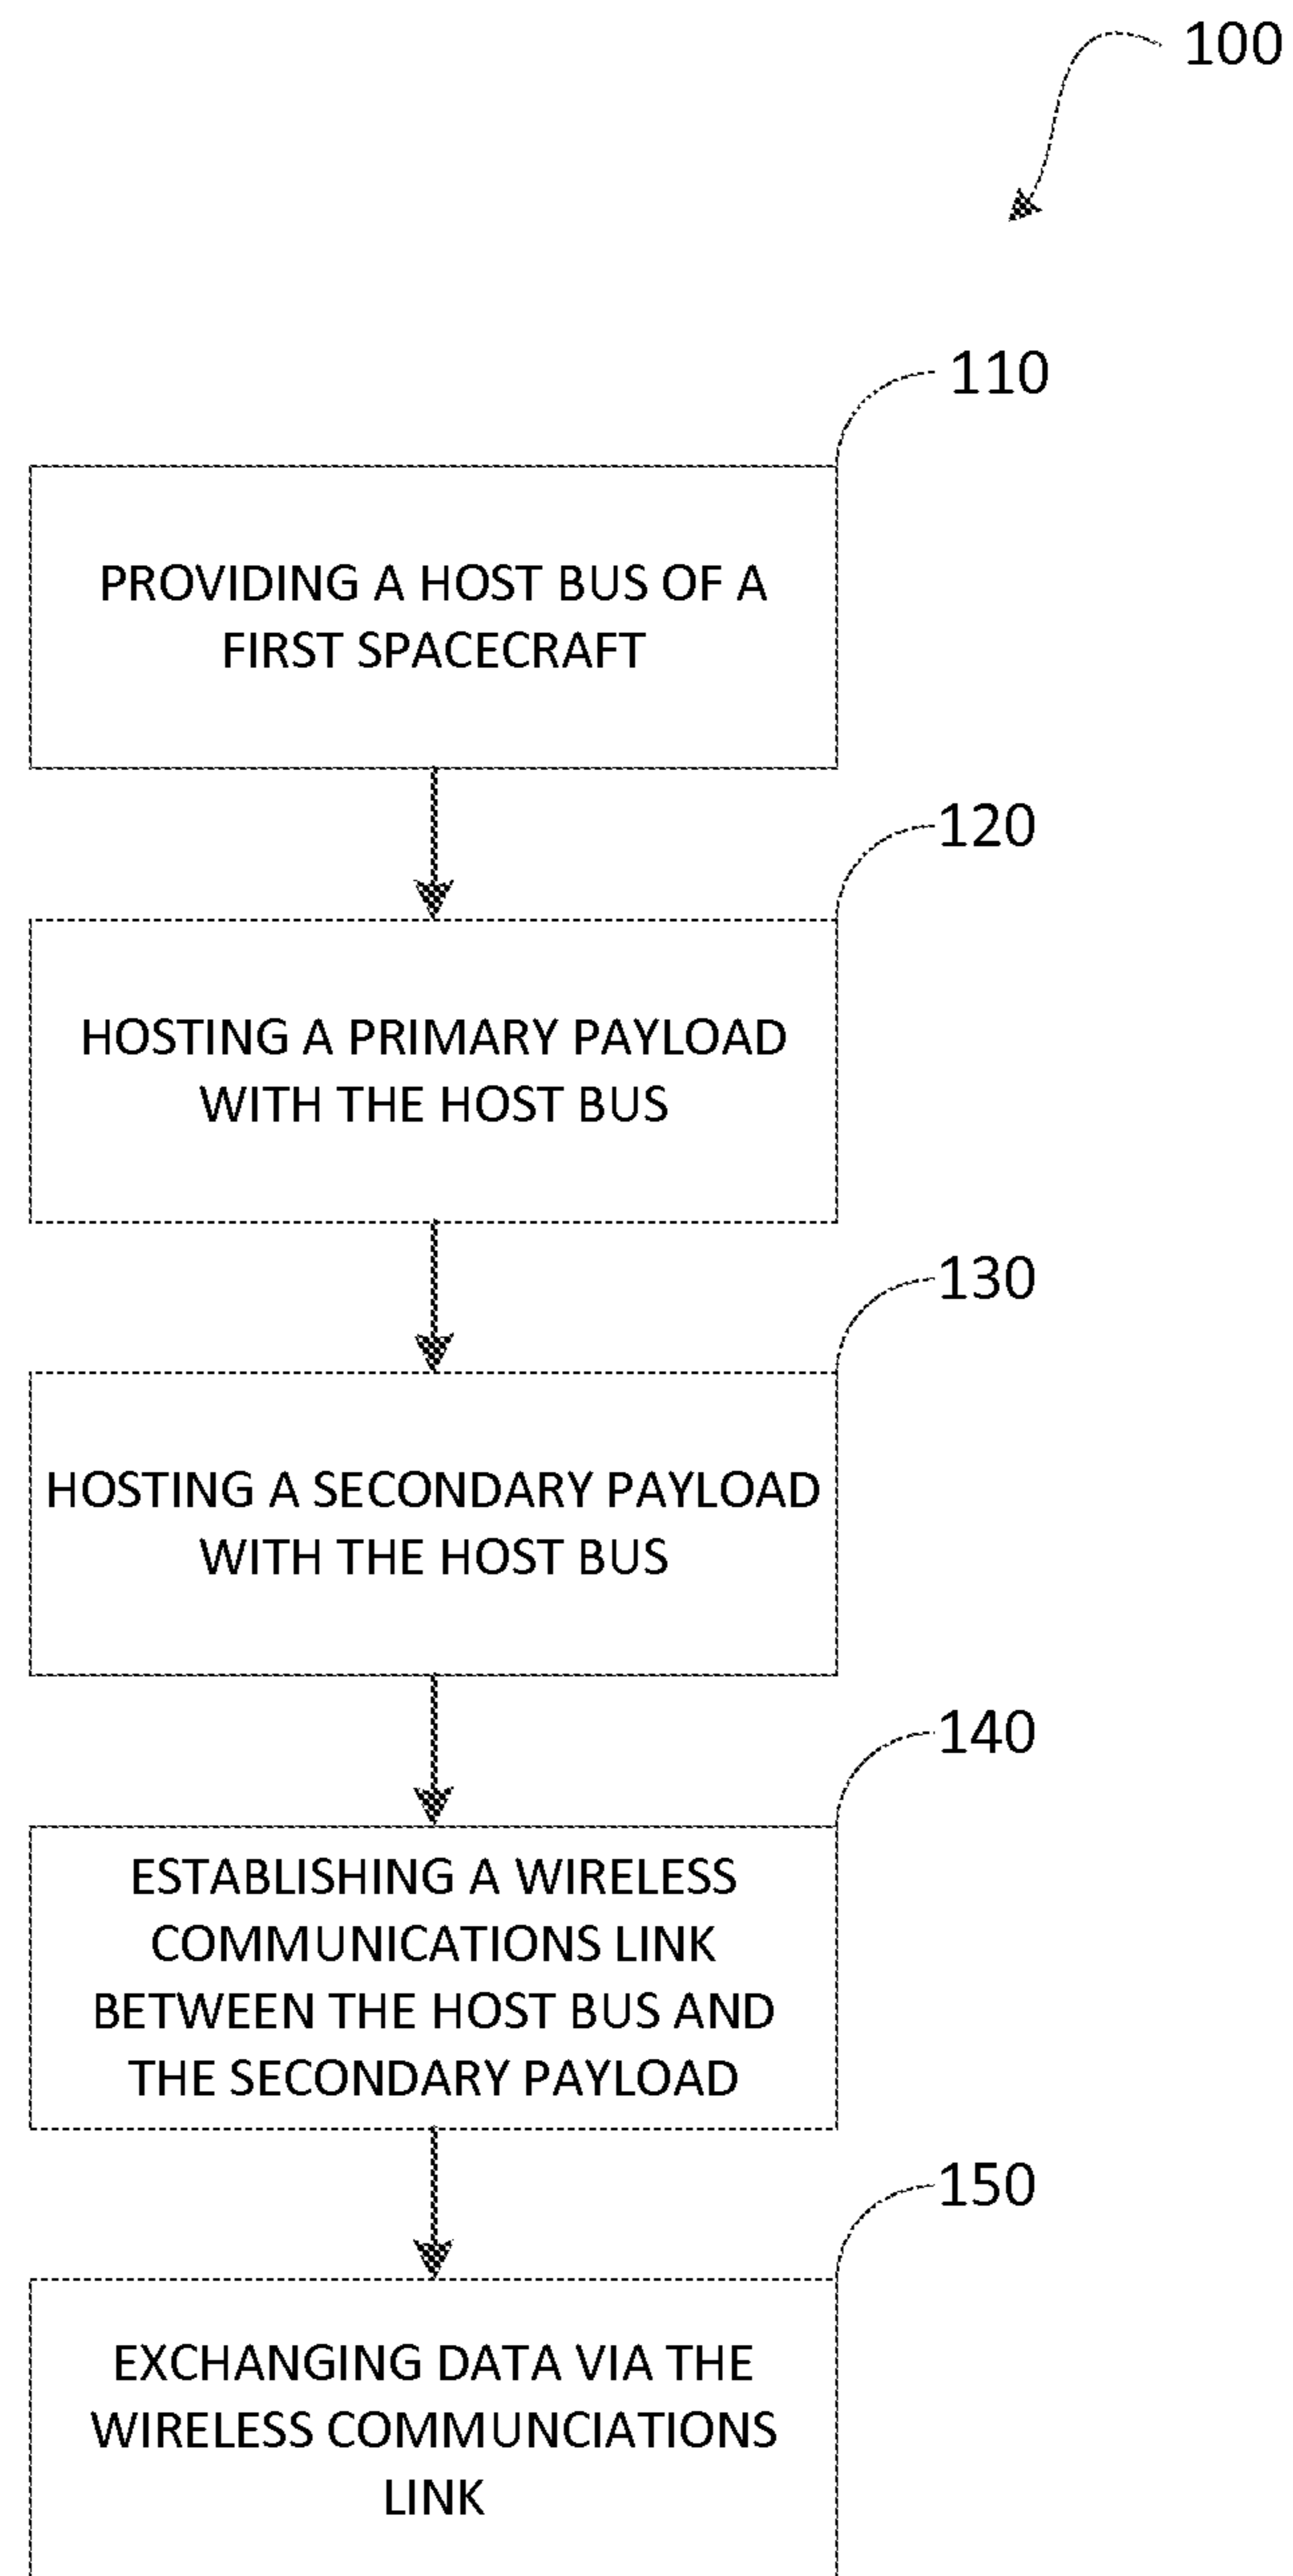 100
110
PROVIDING A HOST BUS OF A
FIRST SPACECRAFT
120
HOSTING A PRIMARY PAYLOAD
WITH THE HOST BUS
130
HOSTING A SECONDARY PAYLOAD
WITH THE HOST BUS
140
ESTABLISHING A WIRELESS
COMMUNICATIONS LINK
BETWEEN THE HOST BUS AND
THE SECONDARY PAYLOAD
150
EXCHANGING DATA VIA THE
WIRELESS COMMUNCIATIONS
LINK